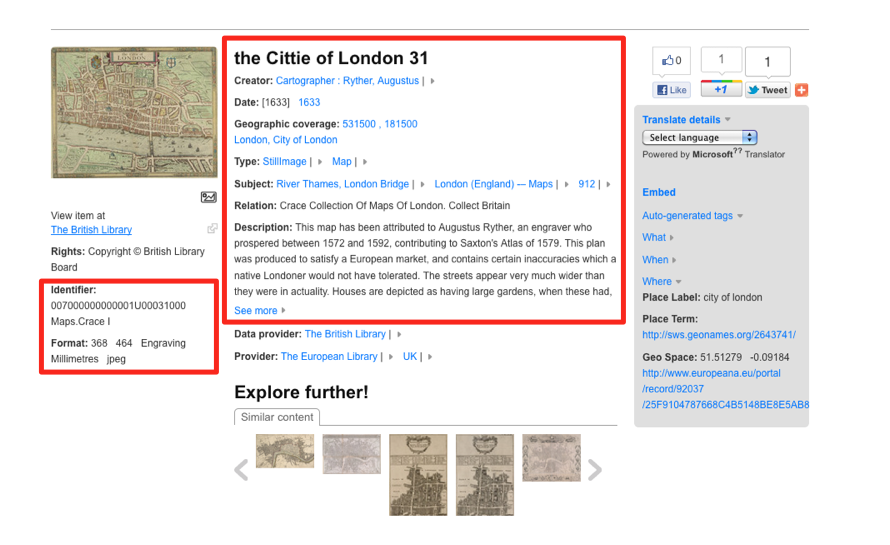 LONDON
View item at
The British Library
Rights: Copyright © British Library
Board
Identifier:
007000000000001U00031000
Maps.Crace I
Format: 368 464 Engraving
Millimetres jpeg
the Cittie of London 31
Creator: Cartographer : Ryther, Augustus |
Date: [1633] 1633
Geographic coverage: 531500 , 181500
London, City of London
Type: StillImage | Map |
Subject: River Thames, London Bridge | London (England) --- Maps | 912 |
Relation: Crace Collection Of Maps Of London. Collect Britain
Description: This map has been attributed to Augustus Ryther, an engraver who
prospered between 1572 and 1592, contributing to Saxton's Atlas of 1579. This plan
was produced to satisfy a European market, and contains certain inaccuracies which a
native Londoner would not have tolerated. The streets appear very much wider than
they were in actuality. Houses are depicted as having large gardens, when these had,
See more
Data provider: The British Library |
Provider: The European Library | UK |
Explore further!
Similar content
0 1 1
Like +1 Tweet
Translate details
Select language
Powered by Microsoft?? Translator
Embed
Auto-generated tags
What
When
Where
Place Label: city of london
Place Term:
http://sws.geonames.org/2643741/
Geo Space: 51.51279 -0.09184
http://www.europeana.eu/portal
/record/92037
/25F9104787668C4B5148BE8E5AB8